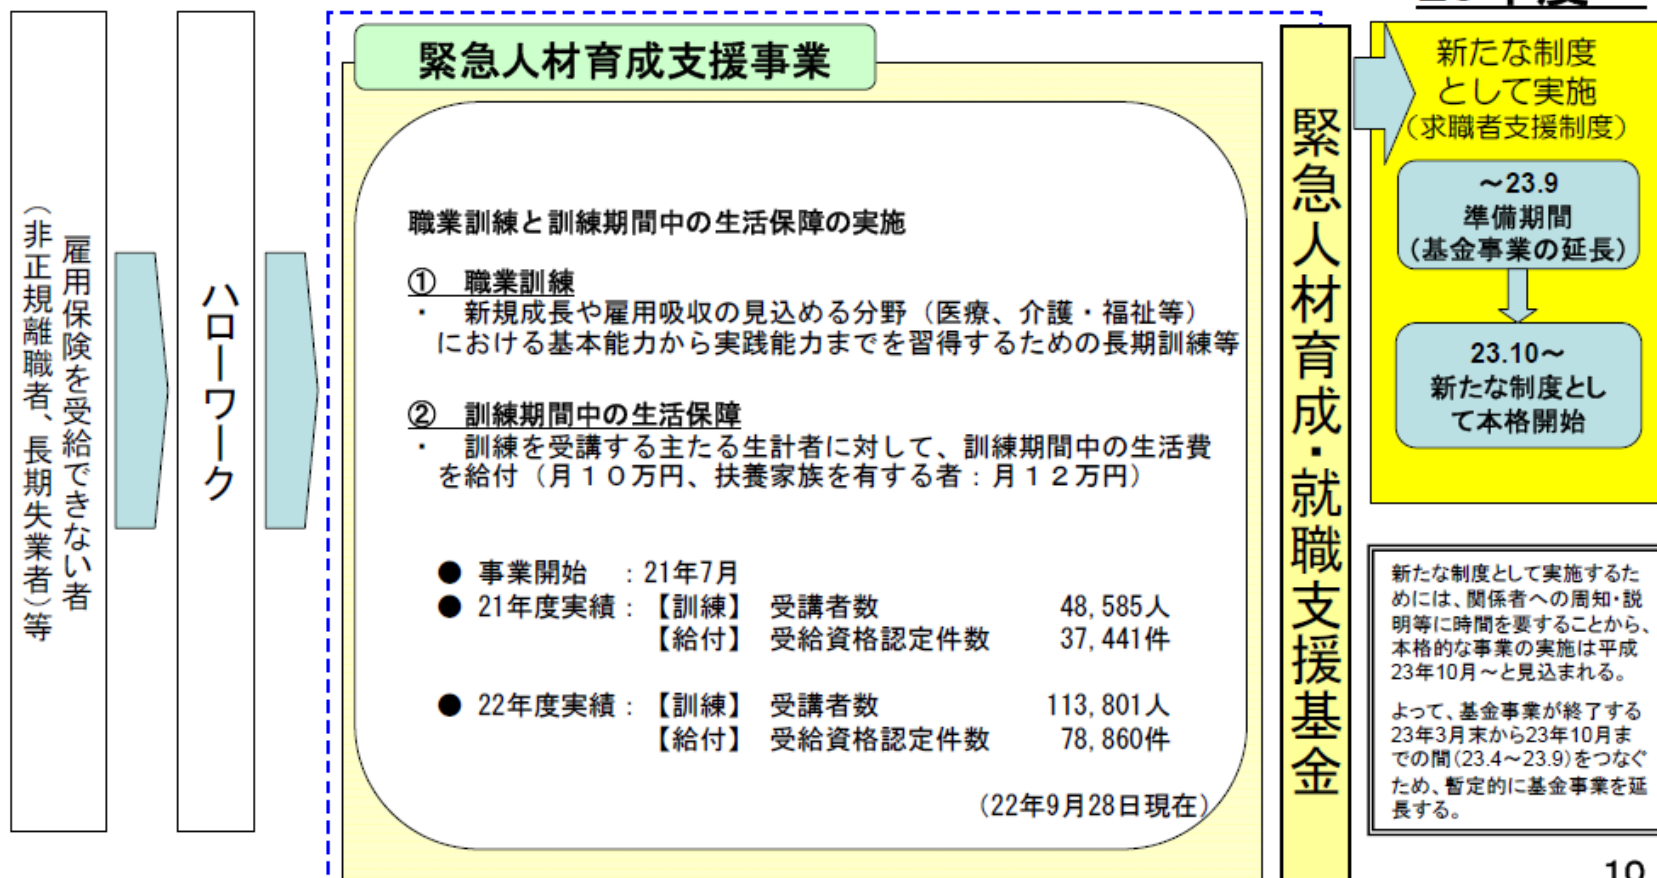 雇用保険を受給できない者
（非正規離職者、長期失業者）等
ハローワーク
緊急人材育成支援事業
職業訓練と訓練期間中の生活保障の実施
① 職業訓練
・ 新規成長や雇用吸収の見込める分野（医療、介護・福祉等）
における基本能力から実践能力までを習得するための長期訓練等
② 訓練期間中の生活保障
・ 訓練を受講する主たる生計者に対して、訓練期間中の生活費
を給付（月１０万円、扶養家族を有する者：月１２万円）
● 事業開始 ：21年7月
● 21年度実績：【訓練】 受講者数 48,585人
【給付】 受給資格認定件数 37,441件
● 22年度実績：【訓練】 受講者数 113,801人
【給付】 受給資格認定件数 78,860件
（22年9月28日現在）
緊急人材育成・就職支援基金
新たな制度
として実施
（求職者支援制度）
～23.9
準備期間
（基金事業の延長）
23.10～
新たな制度とし
て本格開始
新たな制度として実施するた
めには、関係者への周知・説
明等に時間を要することから、
本格的な事業の実施は平成
23年10月～と見込まれる。
よって、基金事業が終了する
23年3月末から23年10月ま
での間(23.4～23.9)をつなぐ
ため、暫定的に基金事業を延
長する。
10